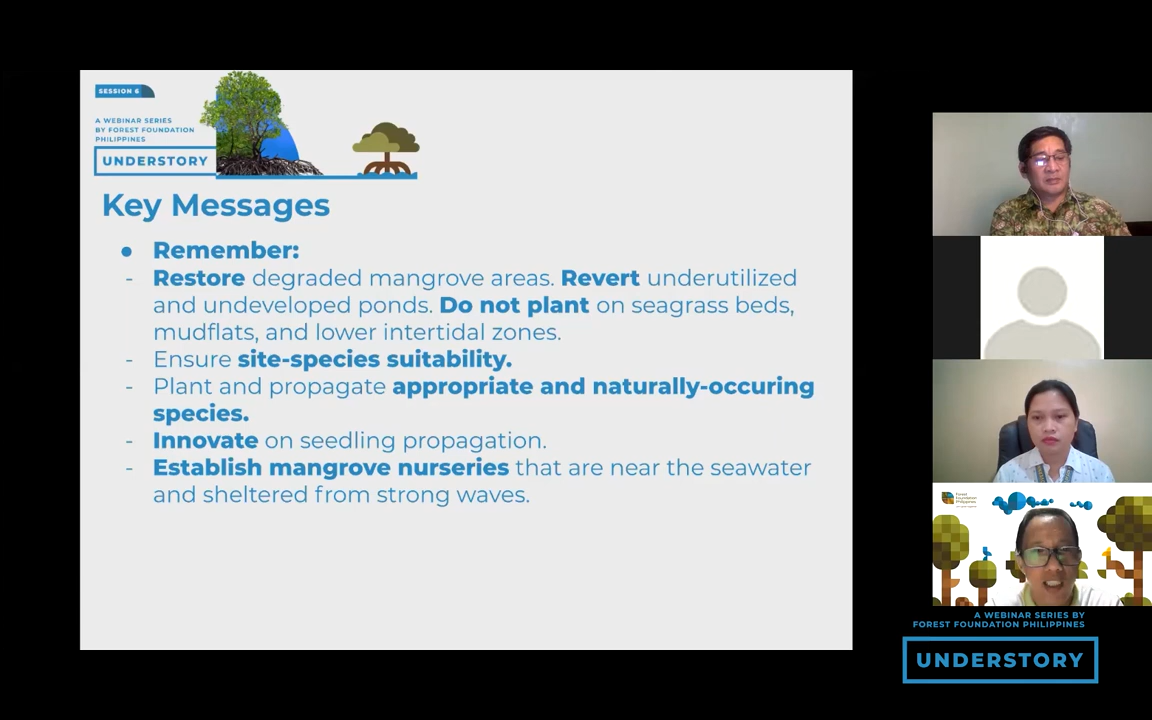 SESSION 6
A WEBINAR SERIES
BY FOREST FOUNDATION
PHILIPPINES
UNDERSTORY
Key Messages
● Remember:
- Restore degraded mangrove areas. Revert underutilized
and undeveloped ponds. Do not plant on seagrass beds,
mudflats, and lower intertidal zones.
- Ensure site-species suitability.
- Plant and propagate appropriate and naturally-occuring
species.
- Innovate on seedling propagation.
- Establish mangrove nurseries that are near the seawater
and sheltered from strong waves.
Forest
Foundation
Philippines
A WEBINAR SERIES BY
FOREST FOUNDATION PHILIPPINES
UNDERSTORY